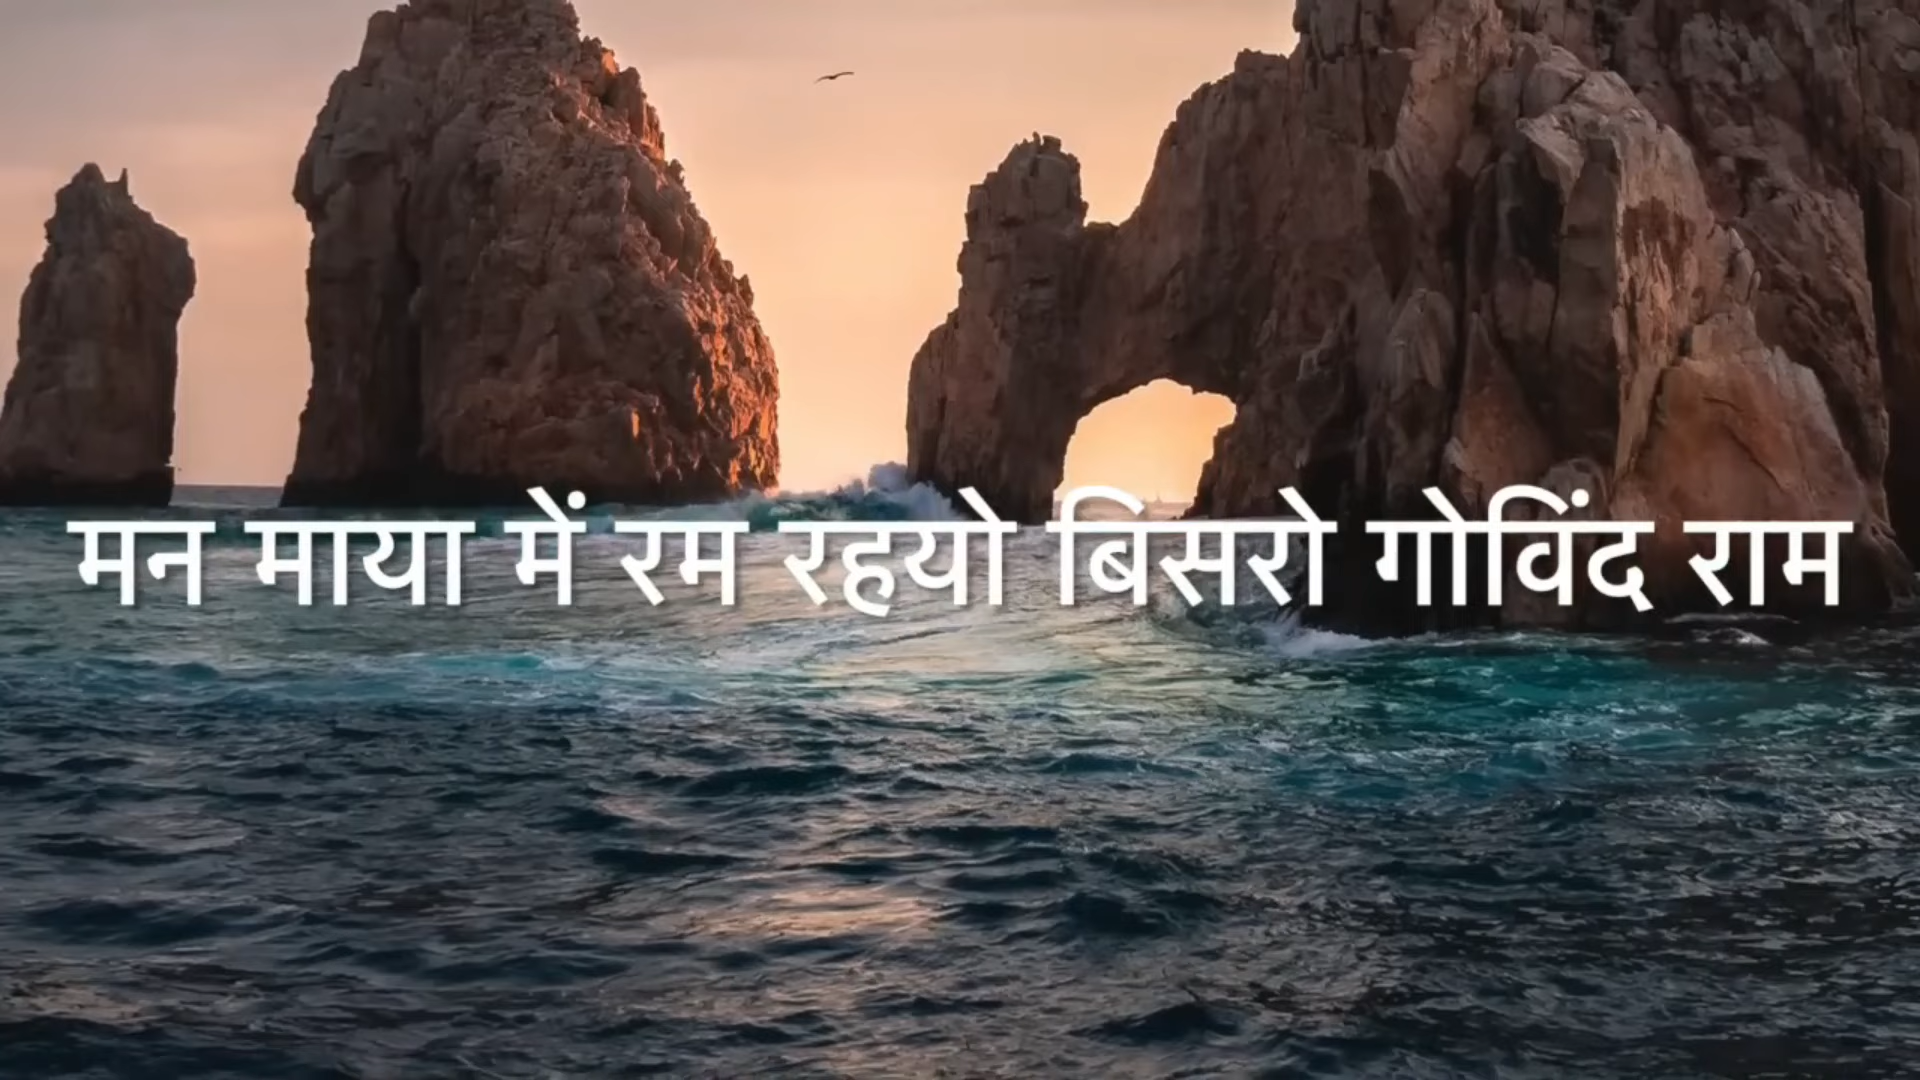 मन माया में रम रहयो बिसरो गोविंद राम